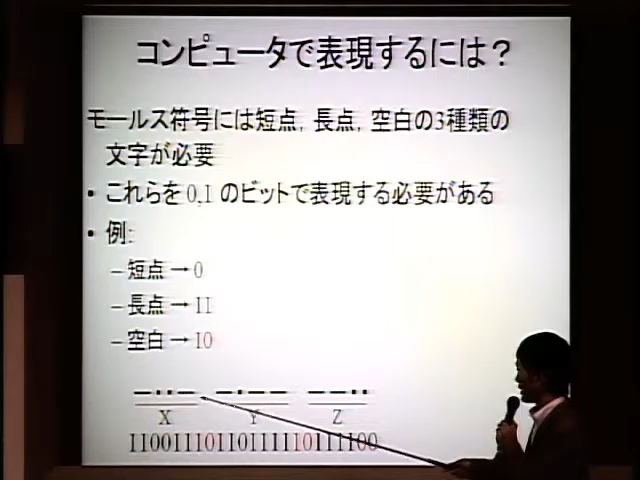 コンピュータで表現するには？
モールス符号には短点, 長点, 空白の3種類の
文字が必要
• これらを 0,1 のビットで表現する必要がある
• 例:
– 短点 → 0
– 長点 → 11
– 空白 → 10
–··– –·–– ––··
X Y Z
110011101101111110111100